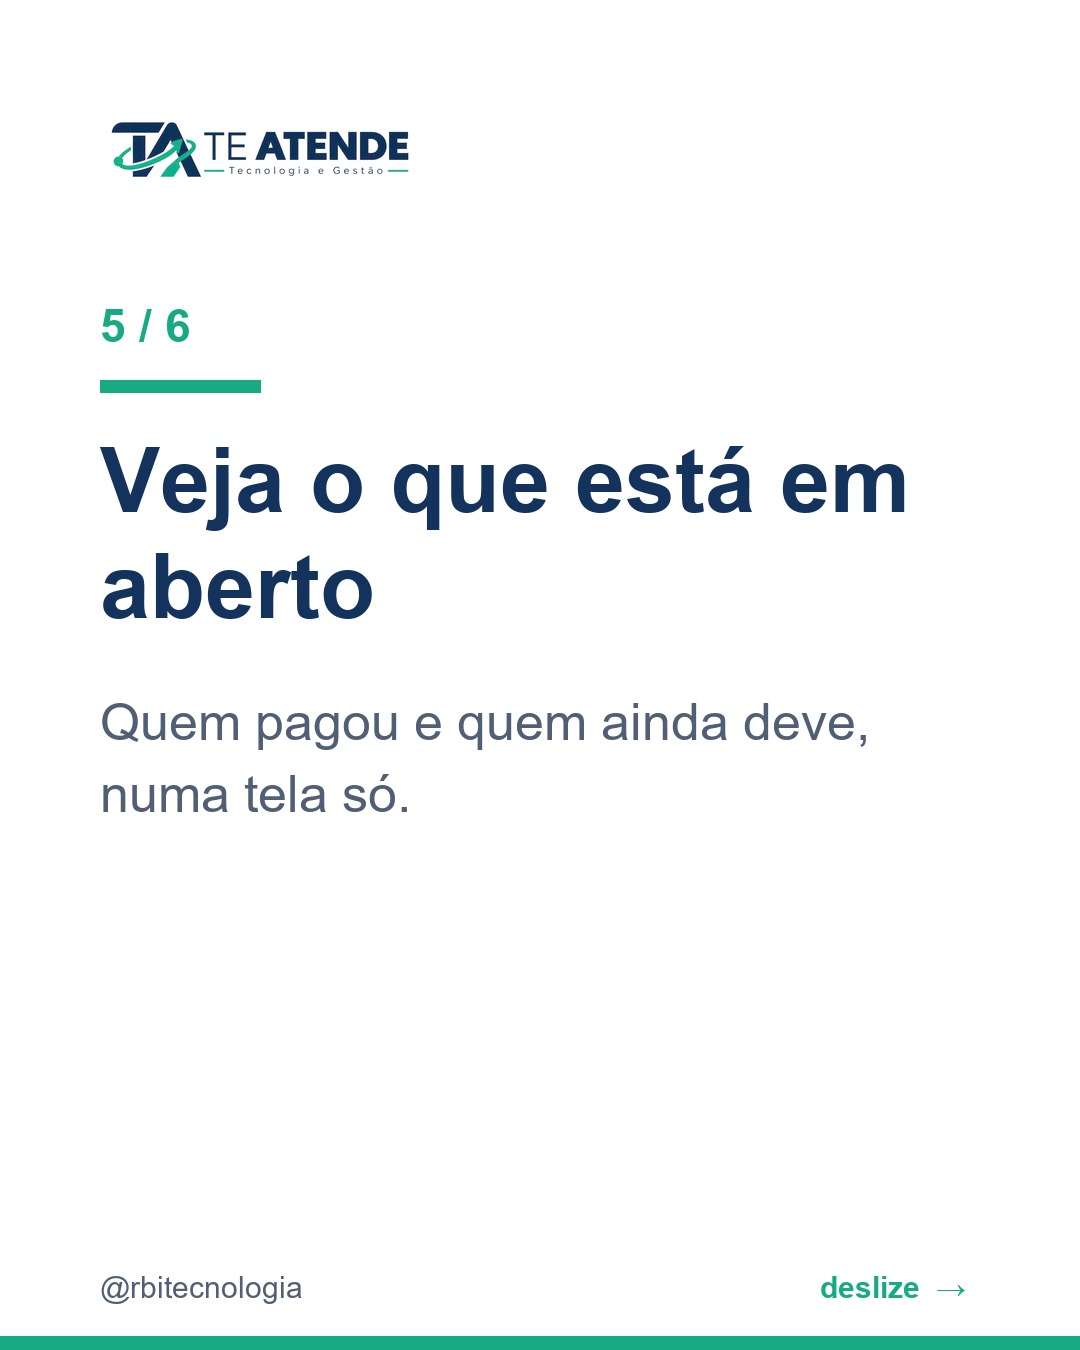 TA TE ATENDE
Tecnologia e Gestão
5 / 6
Veja o que está em
aberto
Quem pagou e quem ainda deve,
numa tela só.
@rbitecnologia
deslize →